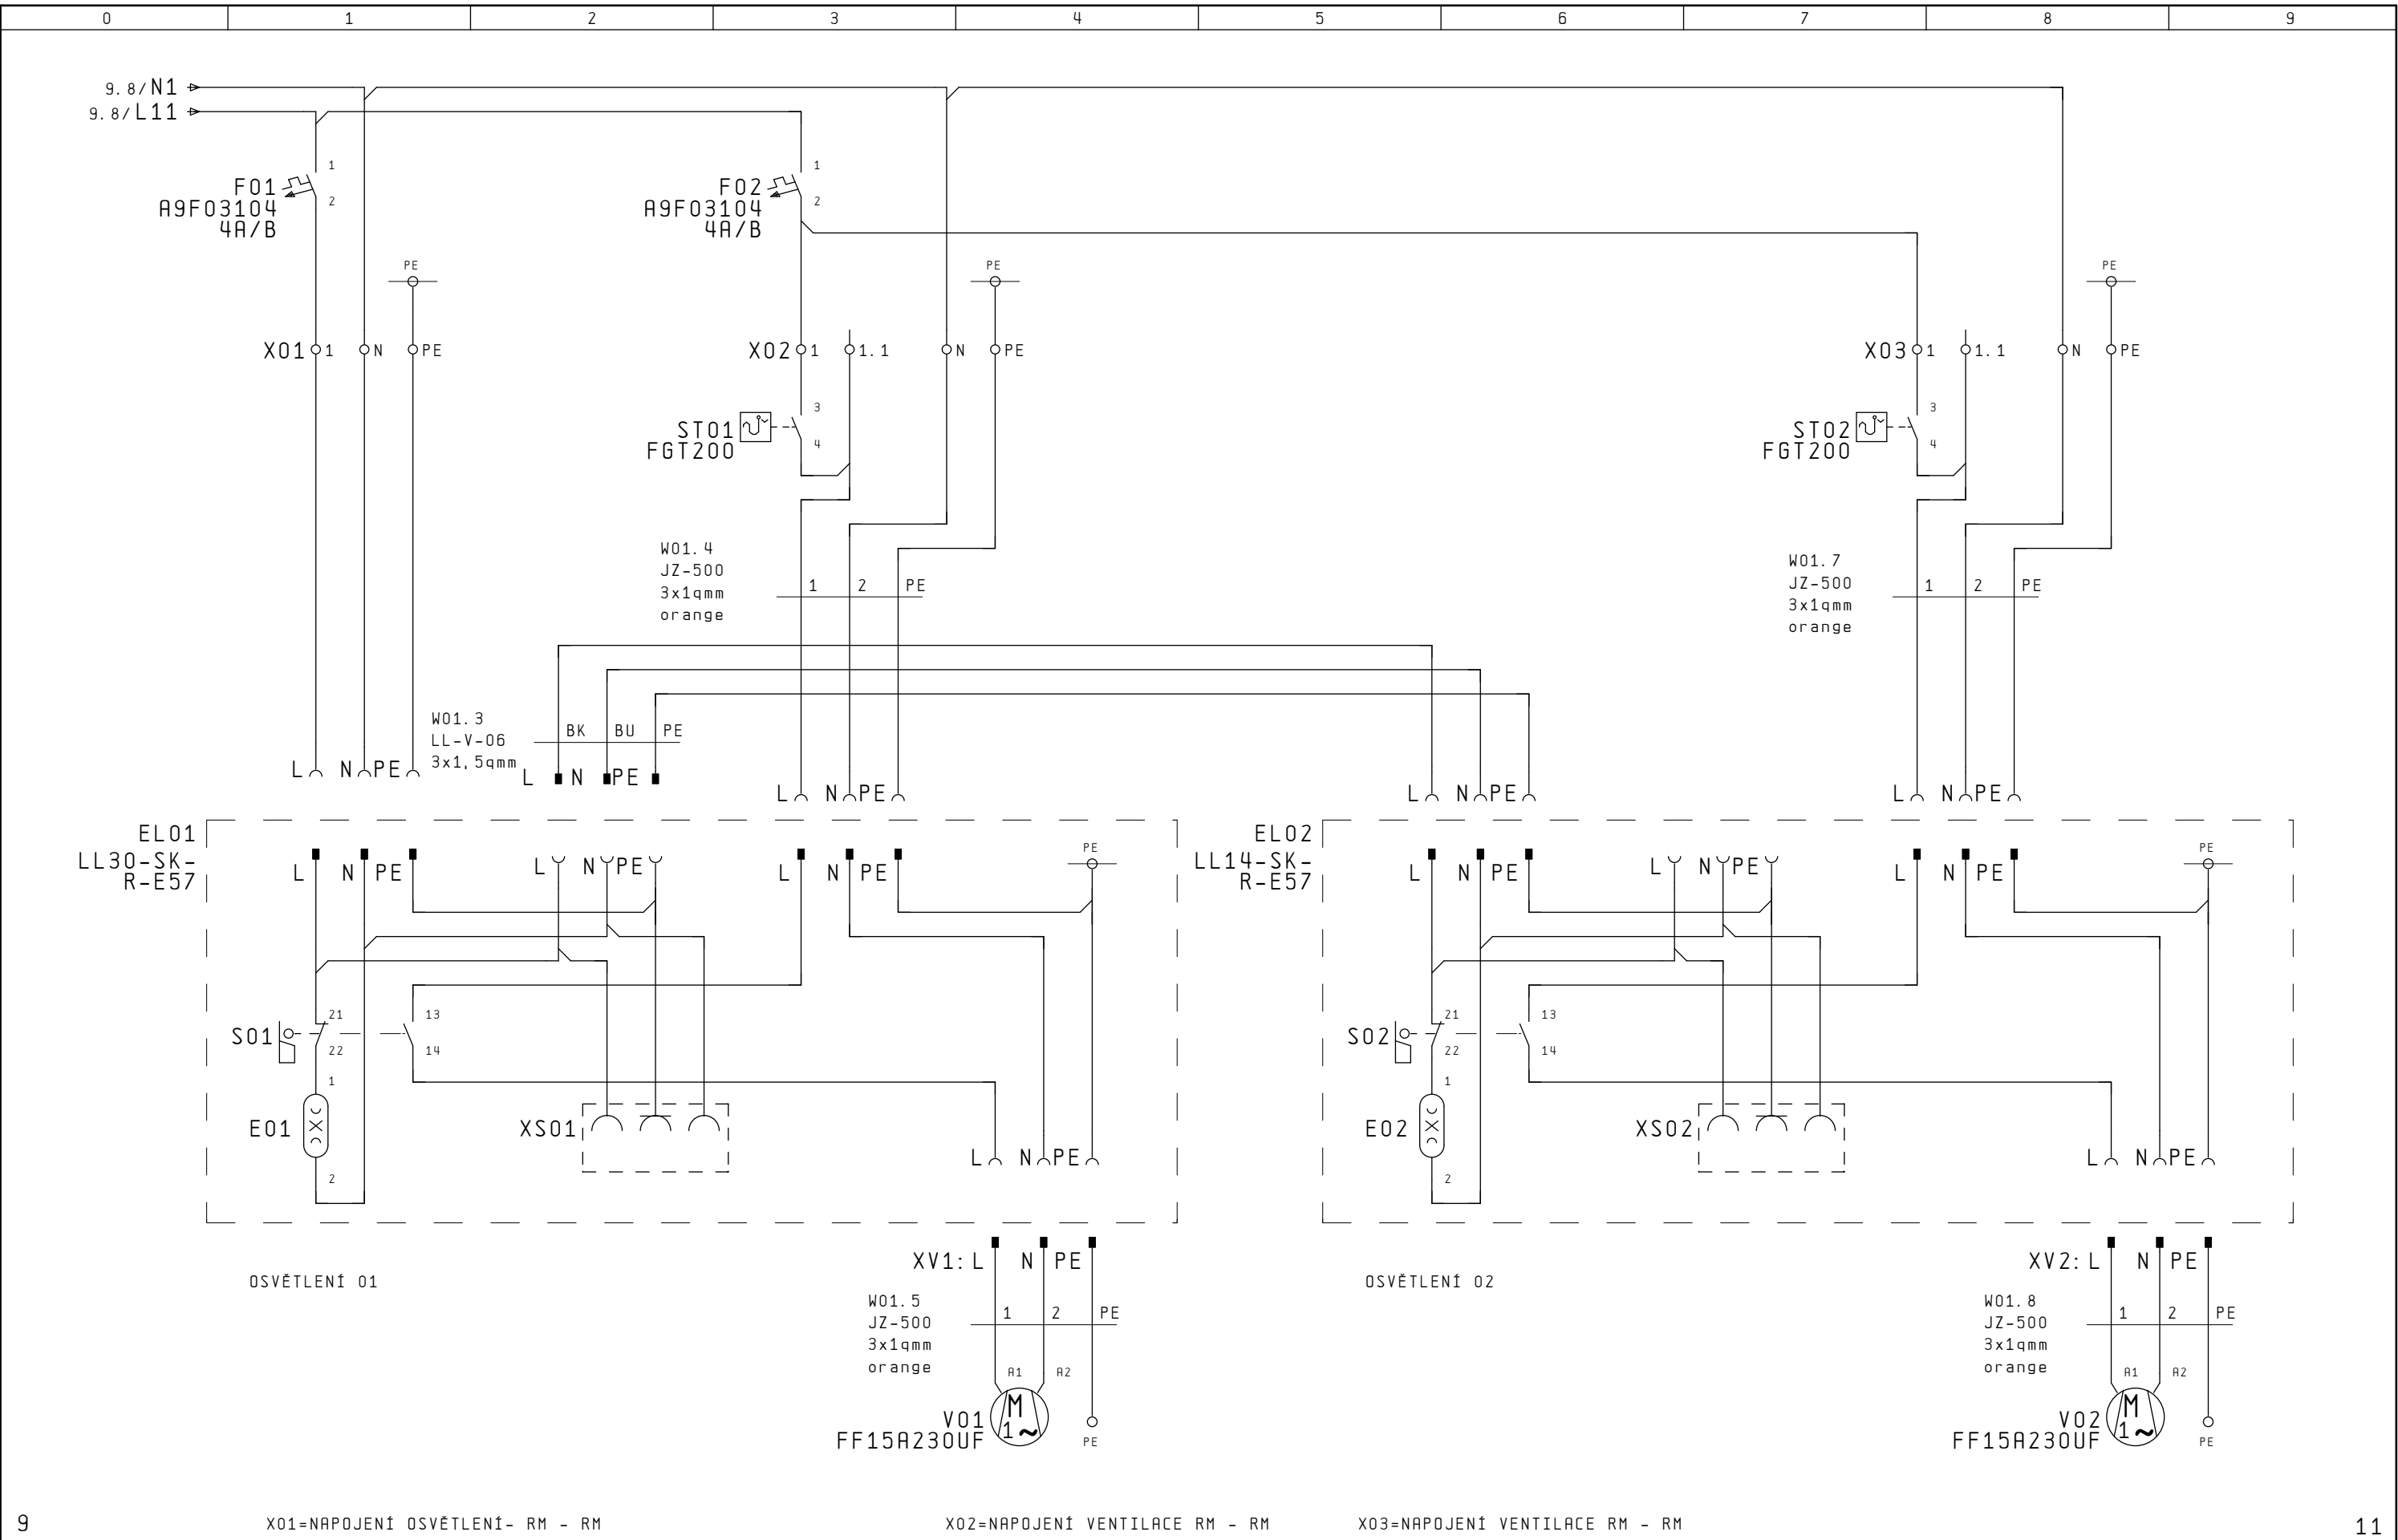 0 1 2 3 4 5 6 7 8 9
9.8/N1
9.8/L11
F01
A9F03104
4A/B
1
2
F02
A9F03104
4A/B
1
2
PE
PE
PE
X01 1 N PE
X02 1 1.1 N PE
X03 1 1.1 N PE
ST01
FGT200
3
4
ST02
FGT200
3
4
W01.4
JZ-500
3x1qmm
orange
1 2 PE
W01.7
JZ-500
3x1qmm
orange
1 2 PE
W01.3
LL-V-06
3x1,5qmm
BK BU PE
L N PE
L N PE
L N PE
L N PE
L N PE
EL01
LL30-SK-
R-E57
L N PE
L N PE
L N PE
PE
S01
21
22
13
14
E01
1
2
XS01
L N PE
EL02
LL14-SK-
R-E57
L N PE
L N PE
L N PE
PE
S02
21
22
13
14
E02
1
2
XS02
L N PE
OSVĚTLENÍ 01
XV1: L N PE
W01.5
JZ-500
3x1qmm
orange
1 2 PE
A1 A2
V01
FF15A230UF
M
1~
PE
OSVĚTLENÍ 02
XV2: L N PE
W01.8
JZ-500
3x1qmm
orange
1 2 PE
A1 A2
V02
FF15A230UF
M
1~
PE
9
X01=NAPOJENÍ OSVĚTLENÍ- RM - RM
X02=NAPOJENÍ VENTILACE RM - RM
X03=NAPOJENÍ VENTILACE RM - RM
11